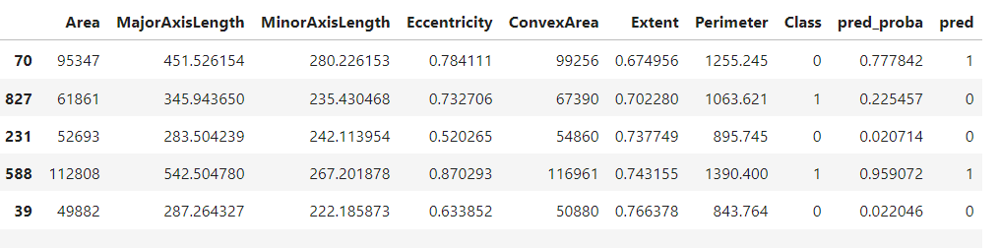 Area MajorAxisLength MinorAxisLength Eccentricity ConvexArea Extent Perimeter Class pred_proba pred
70 95347 451.526154 280.226153 0.784111 99256 0.674956 1255.245 0 0.777842 1
827 61861 345.943650 235.430468 0.732706 67390 0.702280 1063.621 1 0.225457 0
231 52693 283.504239 242.113954 0.520265 54860 0.737749 895.745 0 0.020714 0
588 112808 542.504780 267.201878 0.870293 116961 0.743155 1390.400 1 0.959072 1
39 49882 287.264327 222.185873 0.633852 50880 0.766378 843.764 0 0.022046 0